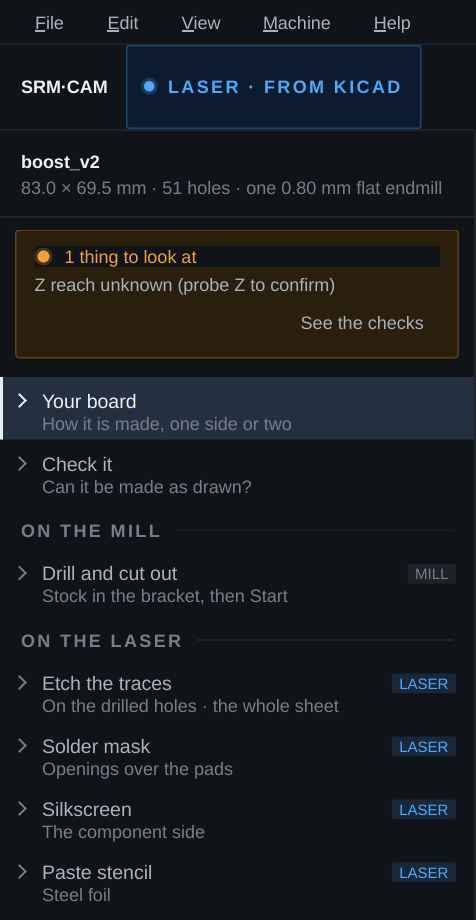 File Edit View Machine Help
SRM·CAM LASER · FROM KICAD
boost_v2
83.0 × 69.5 mm · 51 holes · one 0.80 mm flat endmill
1 thing to look at
Z reach unknown (probe Z to confirm)
See the checks
Your board
How it is made, one side or two
Check it
Can it be made as drawn?
ON THE MILL
Drill and cut out MILL
Stock in the bracket, then Start
ON THE LASER
Etch the traces LASER
On the drilled holes · the whole sheet
Solder mask LASER
Openings over the pads
Silkscreen LASER
The component side
Paste stencil LASER
Steel foil